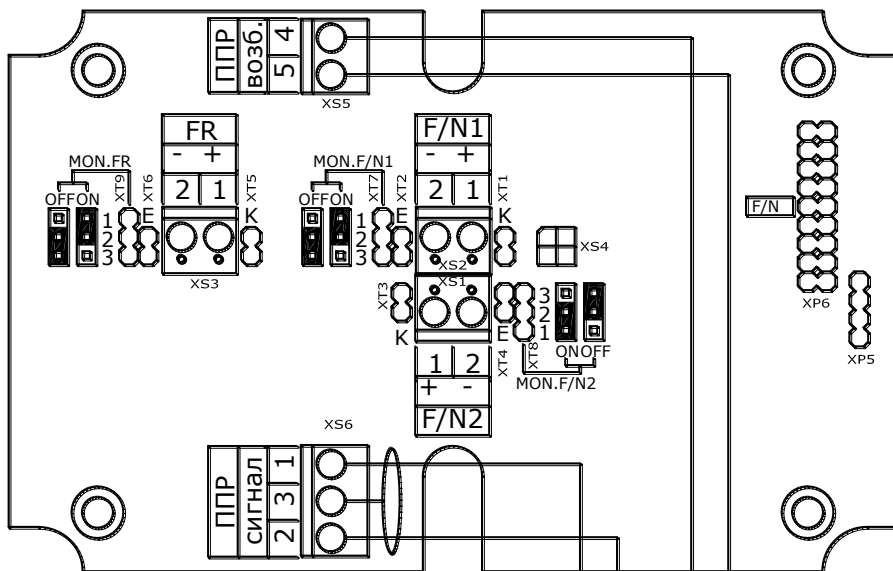 ППР
возб.
5 4
XS5
FR
- +
2 1
MON.FR
OFF ON
XT9
XT6
XT5
1
2
3
E
K
XS3
F/N1
- +
2 1
MON.F/N1
OFF ON
XT7
XT2
XT1
1
2
3
E
K
XS2
XS4
XS1
XT3
K
E
XT4
XT8
3
2
1
ON OFF
MON.F/N2
1 2
+ -
F/N2
F/N
XP6
XP5
XS6
ППР
сигнал
2 3 1